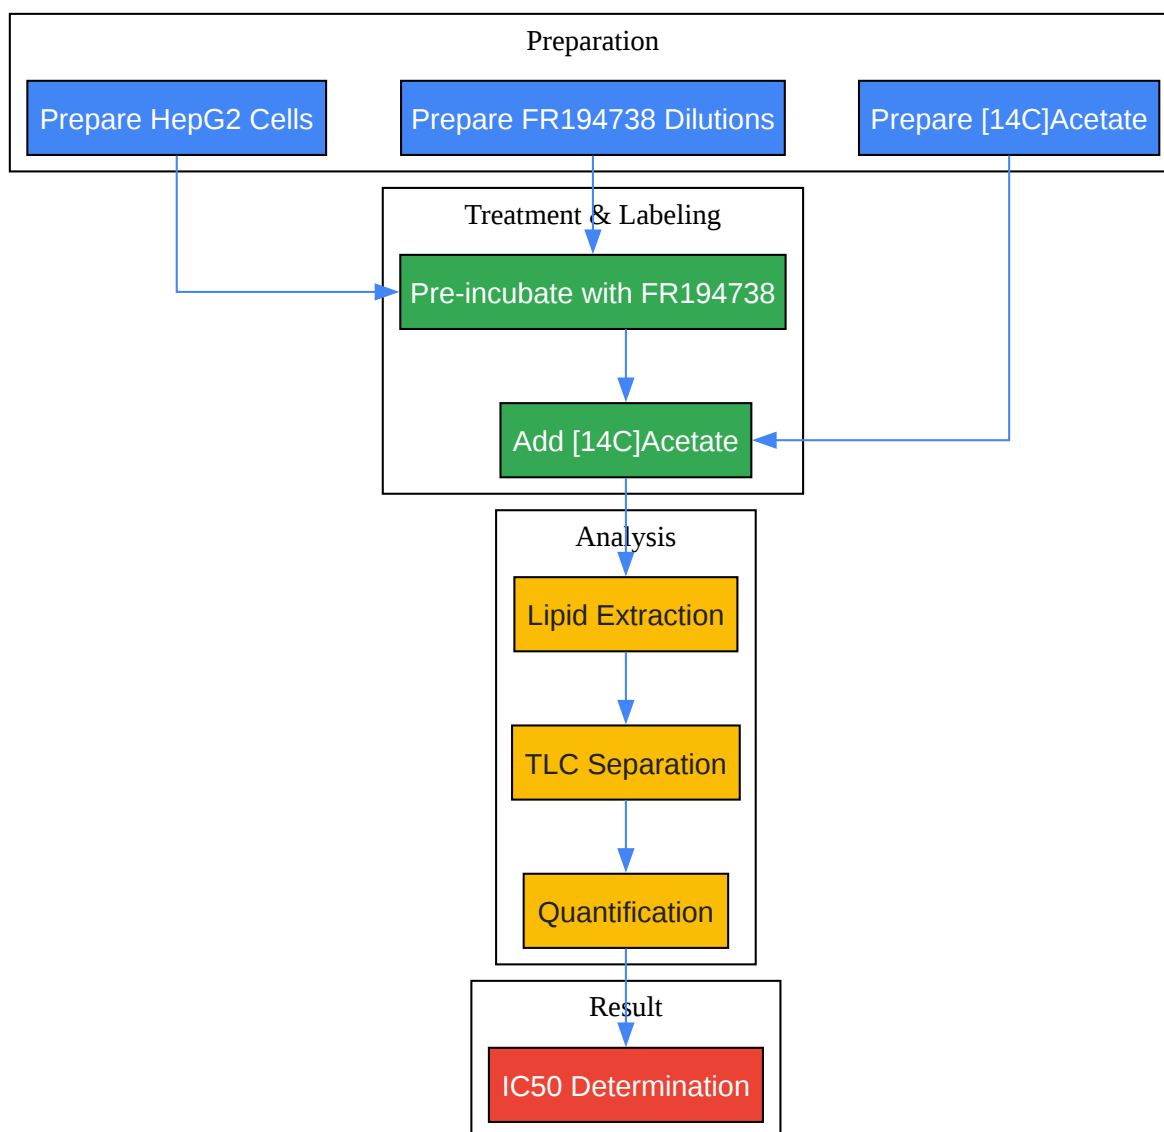 Preparation
Prepare HepG2 Cells
Prepare FR194738 Dilutions
Prepare [14C]Acetate
Treatment & Labeling
Pre-incubate with FR194738
Add [14C]Acetate
Analysis
Lipid Extraction
TLC Separation
Quantification
Result
IC50 Determination